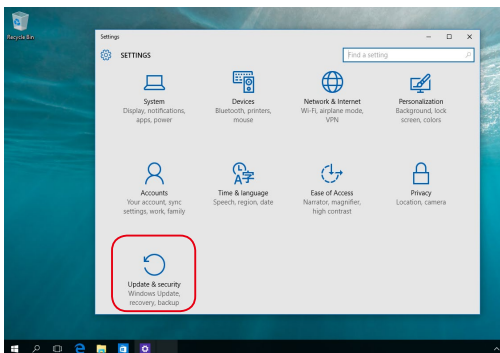 Recycle Bin
Settings
SETTINGS
Find a setting
System
Display, notifications,
apps, power
Devices
Bluetooth, printers,
mouse
Network & Internet
Wi-Fi, airplane mode,
VPN
Personalization
Background, lock
screen, colors
Accounts
Your account, sync
settings, work, family
Time & language
Speech, region, date
Ease of Access
Narrator, magnifier,
high contrast
Privacy
Location, camera
Update & security
Windows Update,
recovery, backup